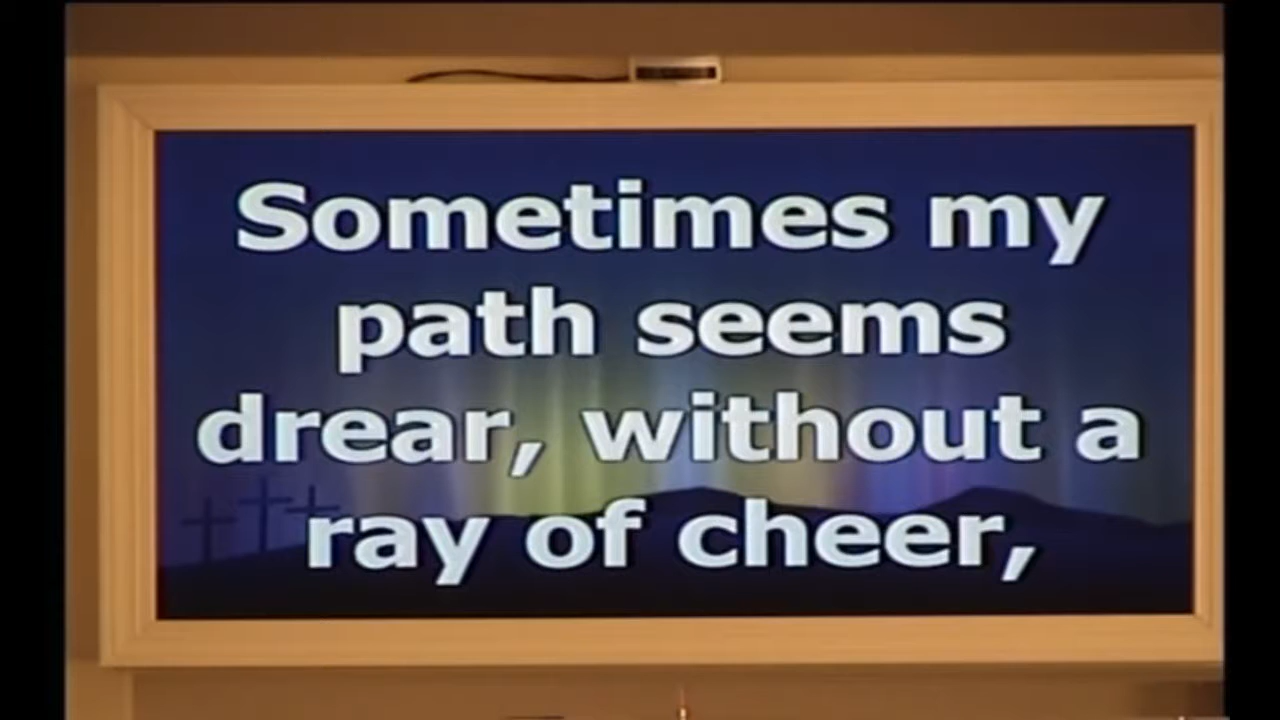 Sometimes my
path seems
drear, without a
ray of cheer,